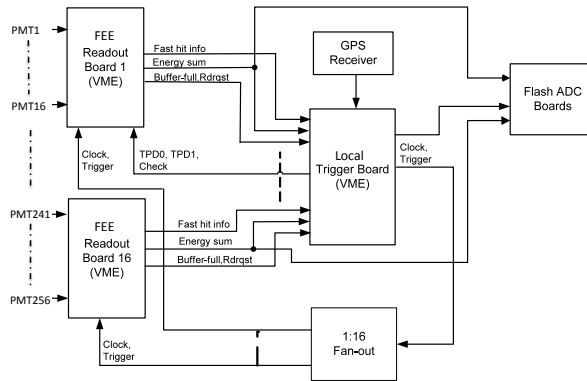 PMT1
PMT16
PMT241
PMT256
FEE
Readout
Board 1
(VME)
Fast hit info
Energy sum
Buffer-full,Rdrqst
Clock,
Trigger
TPD0, TPD1,
Check
GPS
Receiver
Local
Trigger Board
(VME)
Clock,
Trigger
Flash ADC
Boards
FEE
Readout
Board 16
(VME)
Fast hit info
Energy sum
Buffer-full,Rdrqst
Clock,
Trigger
1:16
Fan-out